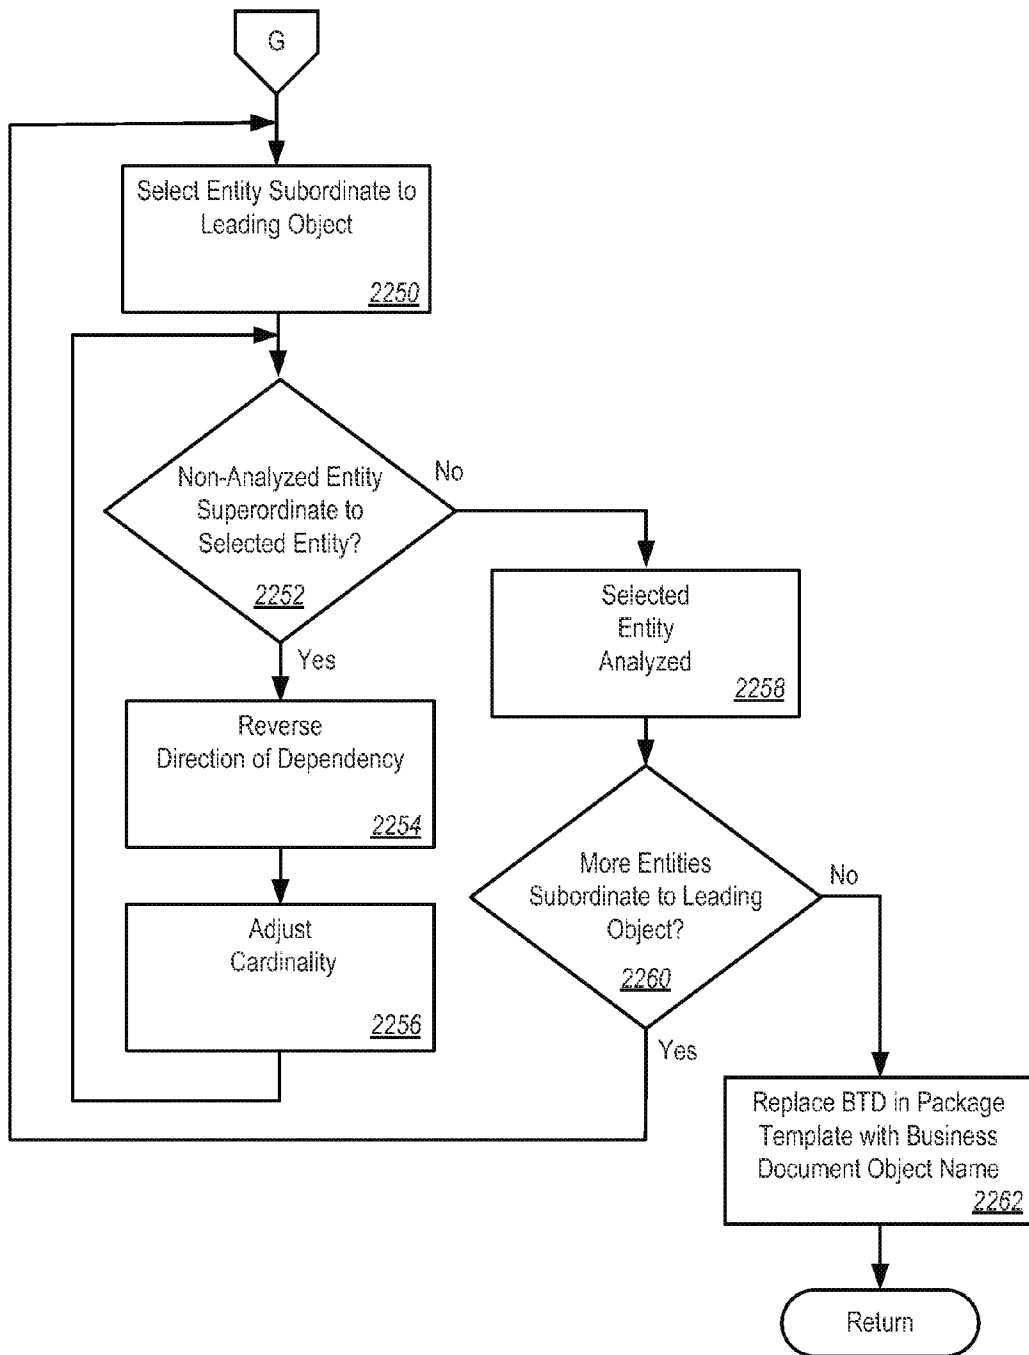 G
Select Entity Subordinate to
Leading Object
2250
Non-Analyzed Entity
Superordinate to
Selected Entity?
2252
No
Yes
Selected
Entity
Analyzed
2258
Reverse
Direction of Dependency
2254
More Entities
Subordinate to Leading
Object?
2260
No
Yes
Adjust
Cardinality
2256
Replace BTD in Package
Template with Business
Document Object Name
2262
Return